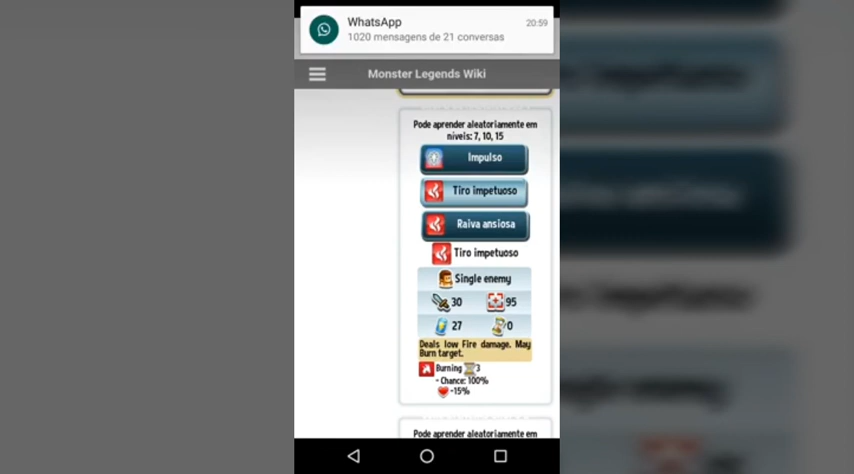 WhatsApp
20:59
1020 mensagens de 21 conversas
Monster Legends Wiki
Pode aprender aleatoriamente em
níveis: 7, 10, 15
Impulso
Tiro impetuoso
Raiva ansiosa
Tiro impetuoso
Single enemy
30 95
27 0
Deals low Fire damage. May
Burn target.
Burning 3
- Chance: 100%
-15%
Pode aprender aleatoriamente em